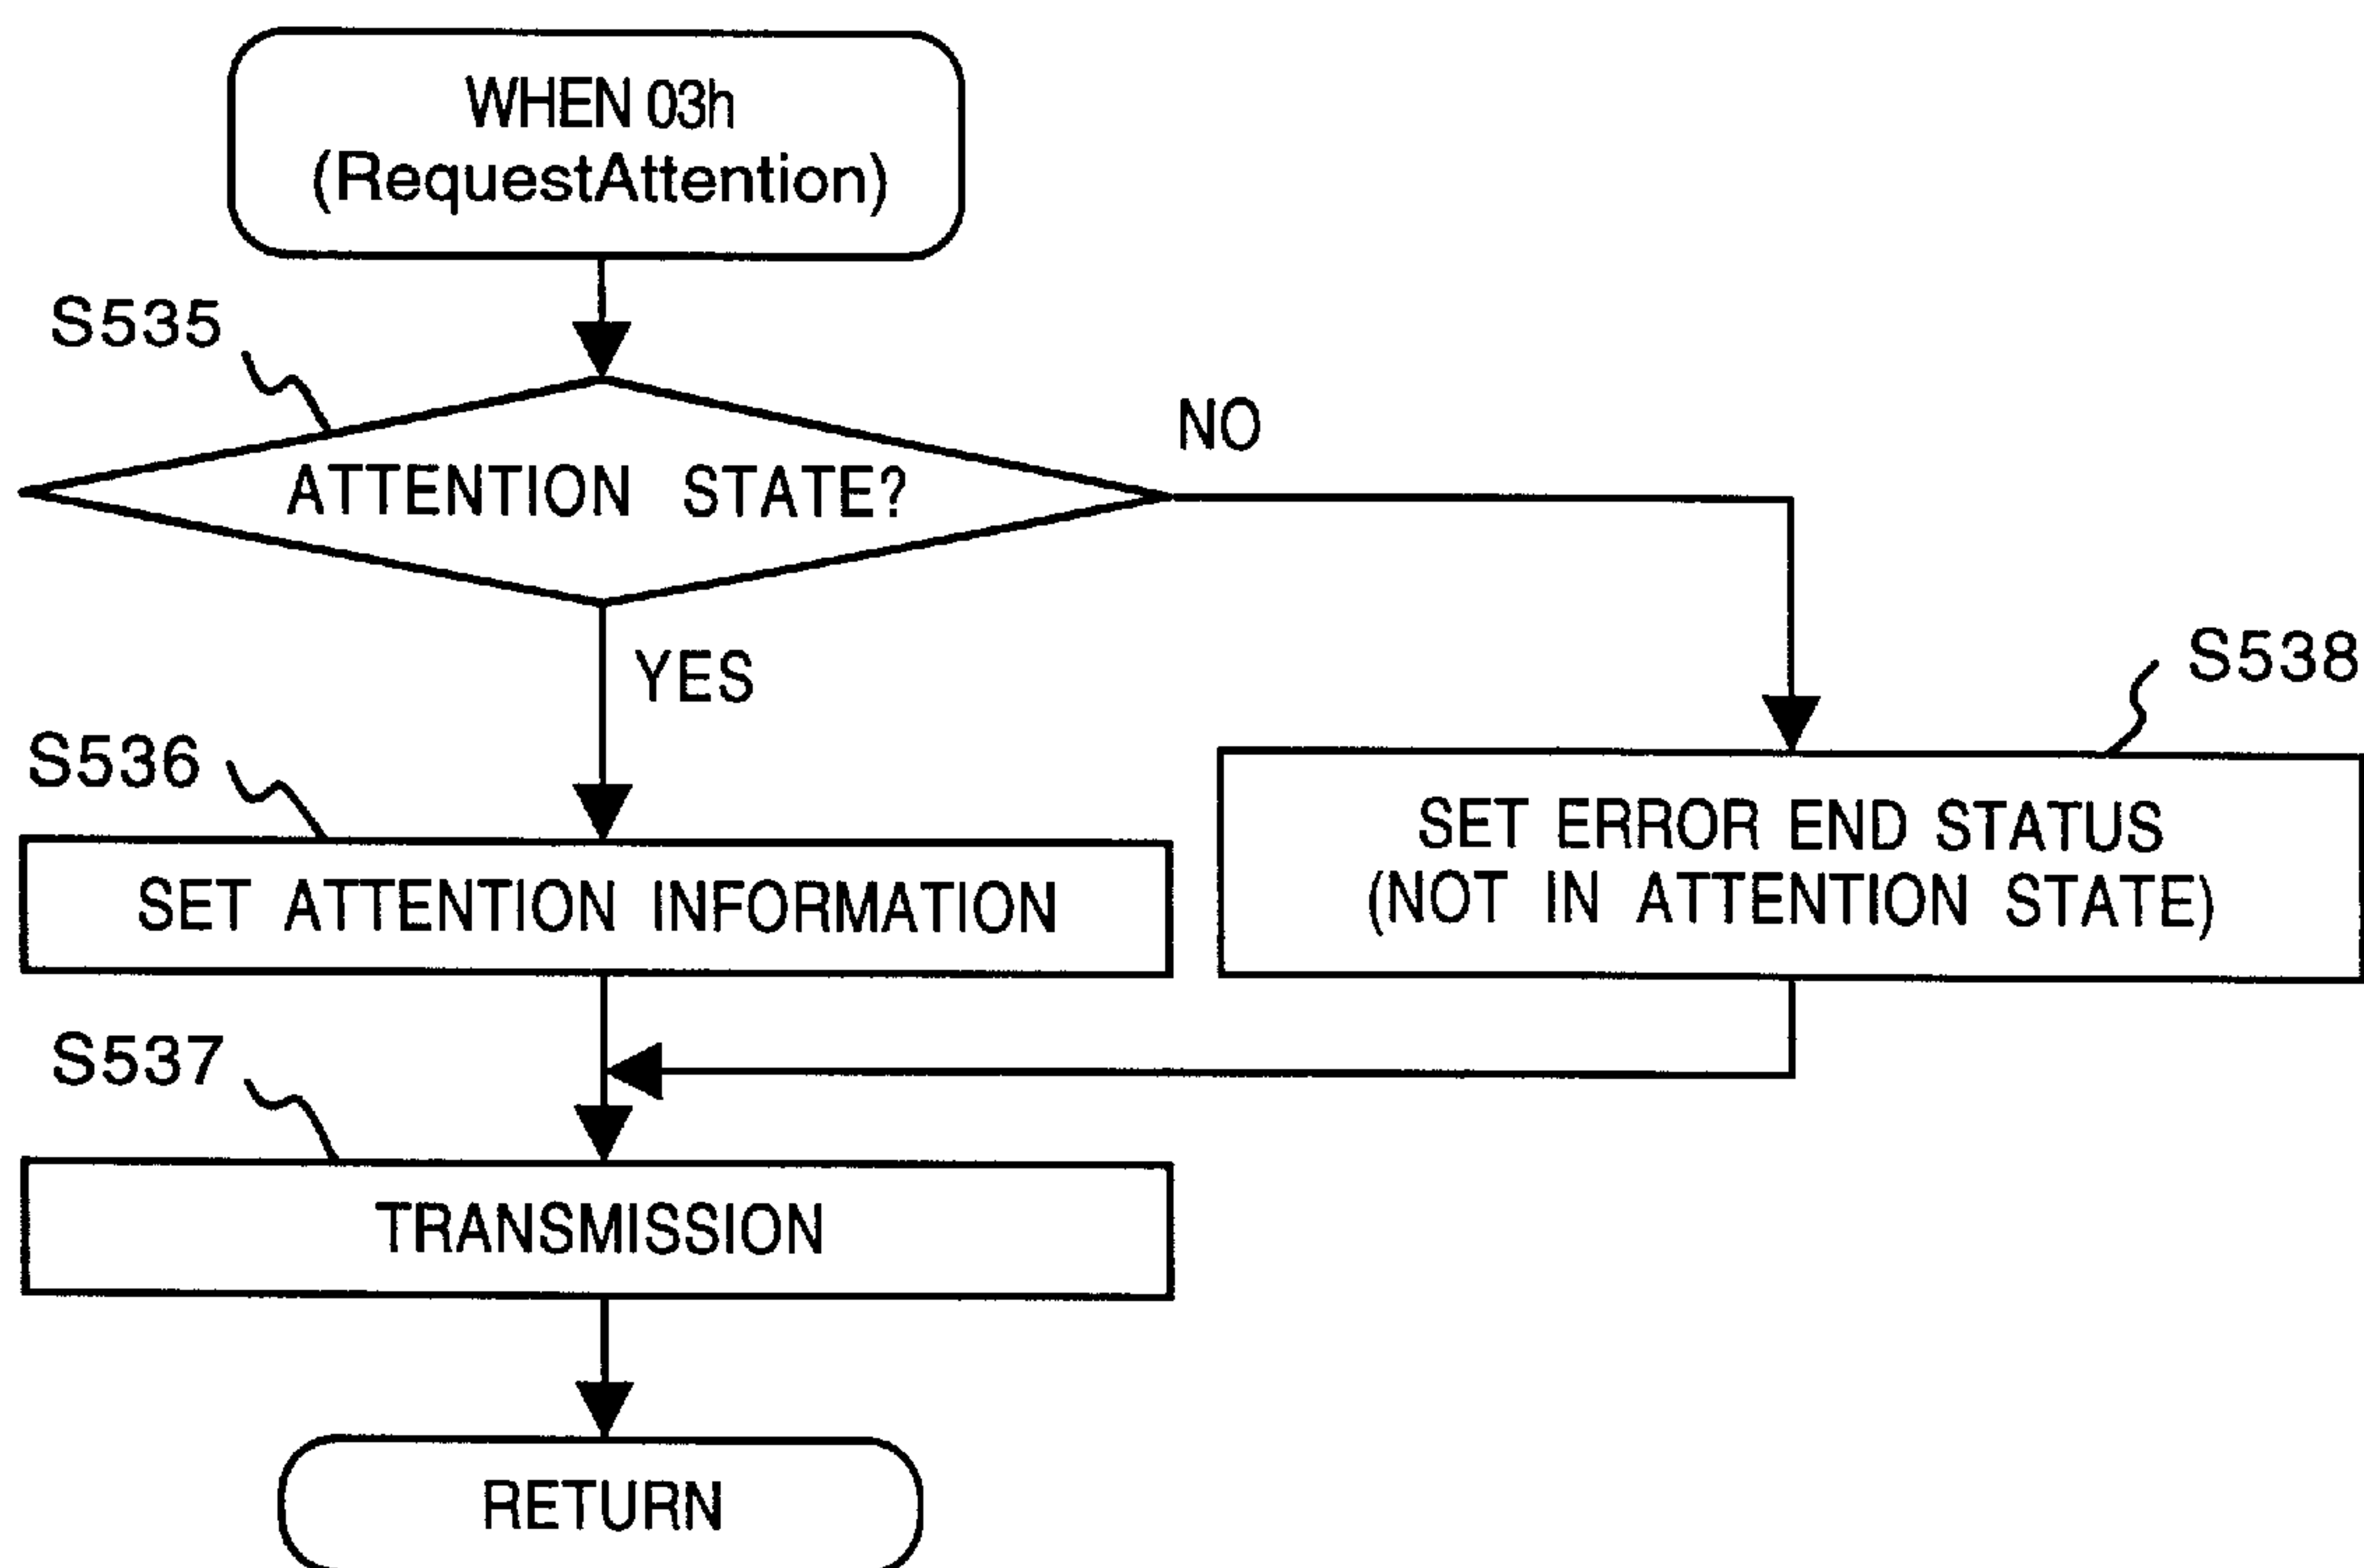 WHEN 03h
(RequestAttention)
S535
ATTENTION STATE?
NO
YES
S538
S536
SET ATTENTION INFORMATION
SET ERROR END STATUS
(NOT IN ATTENTION STATE)
S537
TRANSMISSION
RETURN